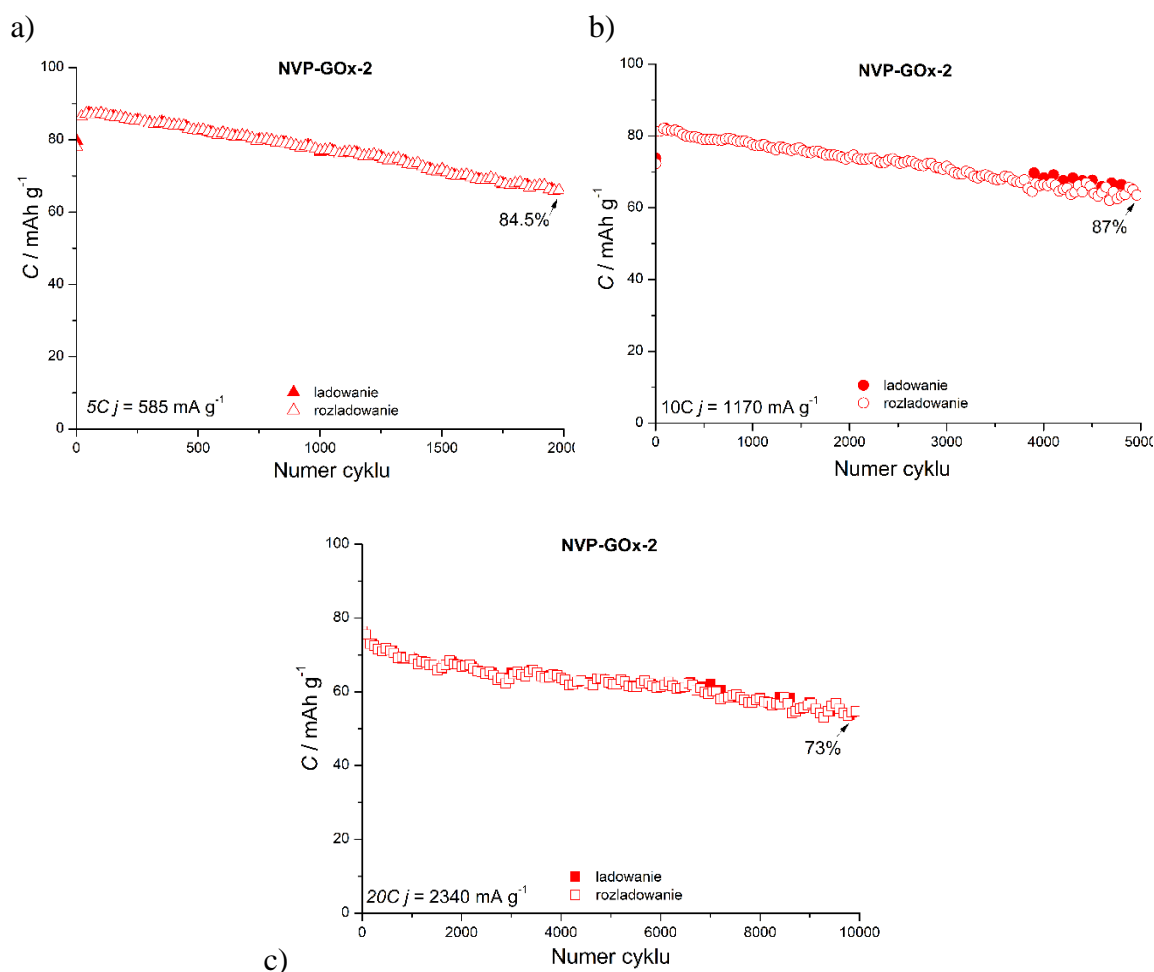 a)
NVP-GOx-2
100
80
60
40
20
0
C / mAh g⁻¹
84.5%
ladowanie
rozladowanie
5C j = 585 mA g⁻¹
0 500 1000 1500 2000
Numer cyklu
b)
NVP-GOx-2
100
80
60
40
20
0
C / mAh g⁻¹
87%
ladowanie
rozladowanie
10C j = 1170 mA g⁻¹
0 1000 2000 3000 4000 5000
Numer cyklu
NVP-GOx-2
100
80
60
40
20
0
C / mAh g⁻¹
73%
ladowanie
rozladowanie
20C j = 2340 mA g⁻¹
0 2000 4000 6000 8000 10000
Numer cyklu
c)